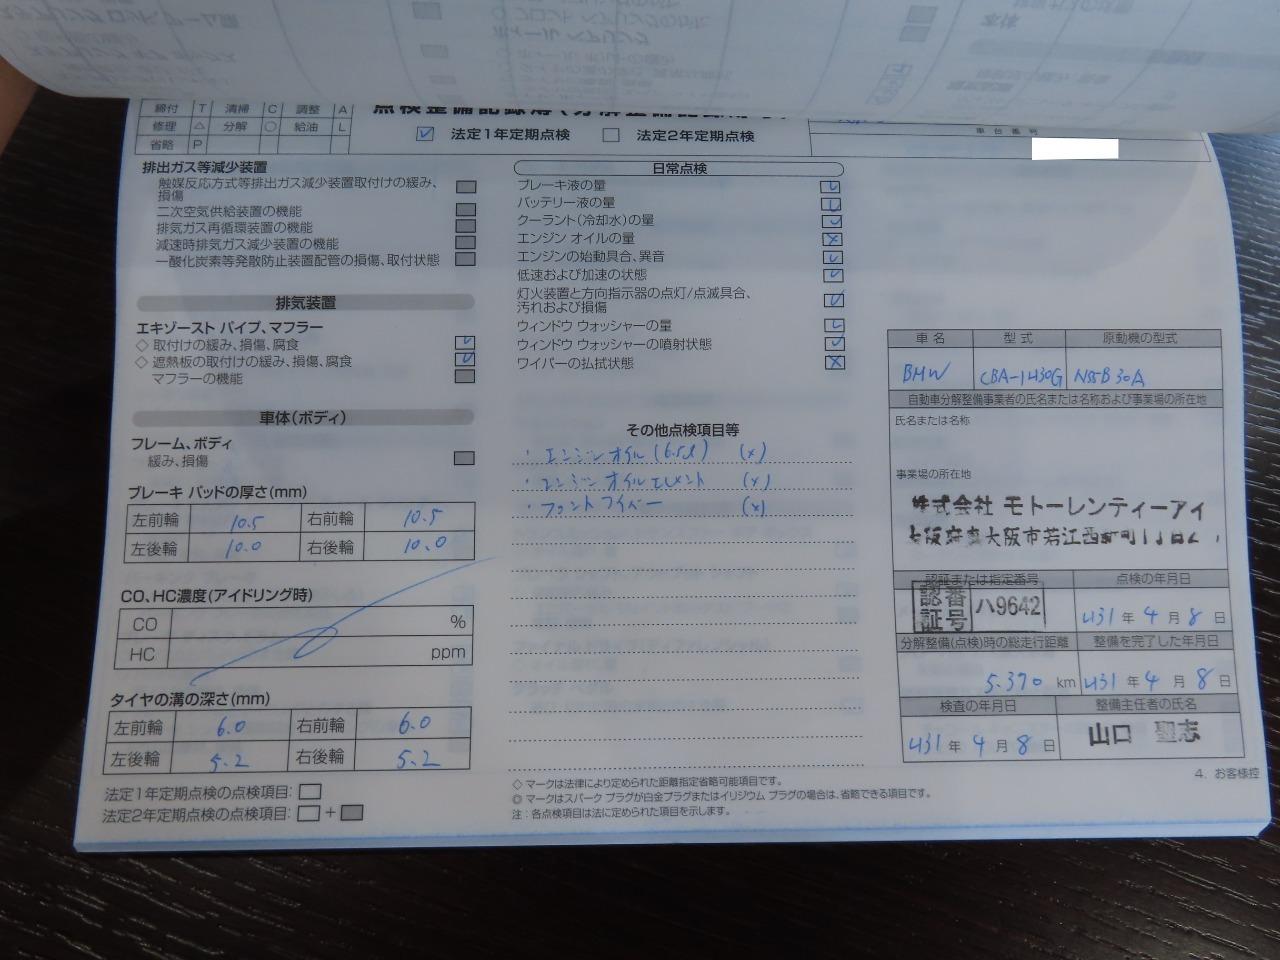 締付 T 清掃 C 調整 A
修理 △ 分解 ○ 給油 L
省略 P
点検整備記録簿
✓ 法定1年定期点検 □ 法定2年定期点検
車台番号
排出ガス等減少装置
触媒反応方式等排出ガス減少装置取付けの緩み、
損傷
二次空気供給装置の機能
排気ガス再循環装置の機能
減速時排気ガス減少装置の機能
一酸化炭素等発散防止装置配管の損傷、取付状態
排気装置
エキゾースト パイプ、マフラー
◇ 取付けの緩み、損傷、腐食 ✓
◇ 遮熱板の取付けの緩み、損傷、腐食 ✓
マフラーの機能
車体(ボディ)
フレーム、ボディ
緩み、損傷
ブレーキ パッドの厚さ(mm)
左前輪 10.5 右前輪 10.5
左後輪 10.0 右後輪 10.0
CO、HC濃度(アイドリング時)
CO %
HC ppm
タイヤの溝の深さ(mm)
左前輪 6.0 右前輪 6.0
左後輪 5.2 右後輪 5.2
法定1年定期点検の点検項目: □
法定2年定期点検の点検項目: □ + ■
日常点検
ブレーキ液の量 ✓
バッテリー液の量 ✓
クーラント(冷却水)の量 ✓
エンジン オイルの量 ×
エンジンの始動具合、異音 ✓
低速および加速の状態 ✓
灯火装置と方向指示器の点灯/点滅具合、
汚れおよび損傷 ✓
ウィンドウ ウォッシャーの量 ✓
ウィンドウ ウォッシャーの噴射状態 ✓
ワイパーの払拭状態 ×
その他点検項目等
・エンジンオイル(6.5ℓ) (×)
・エンジンオイルエレメント (×)
・フロントワイパー (×)
◇ マークは法律により定められた距離指定省略可能項目です。
◎ マークはスパーク プラグが白金プラグまたはイリジウム プラグの場合は、省略できる項目です。
注:各点検項目は法に定められた項目を示します。
車名 型式 原動機の型式
BMW CBA-1J30G N55B30A
自動車分解整備事業者の氏名または名称および事業場の所在地
氏名または名称
事業場の所在地
株式会社 モトーレンティーアイ
大阪府東大阪市若江西新町1丁目2
認証または指定番号 点検の年月日
認証番号 ハ9642 H31年4月8日
分解整備(点検)時の総走行距離 整備を完了した年月日
5.370 km H31年4月8日
検査の年月日 整備主任者の氏名
H31年4月8日 山口 聖志
4. お客様控